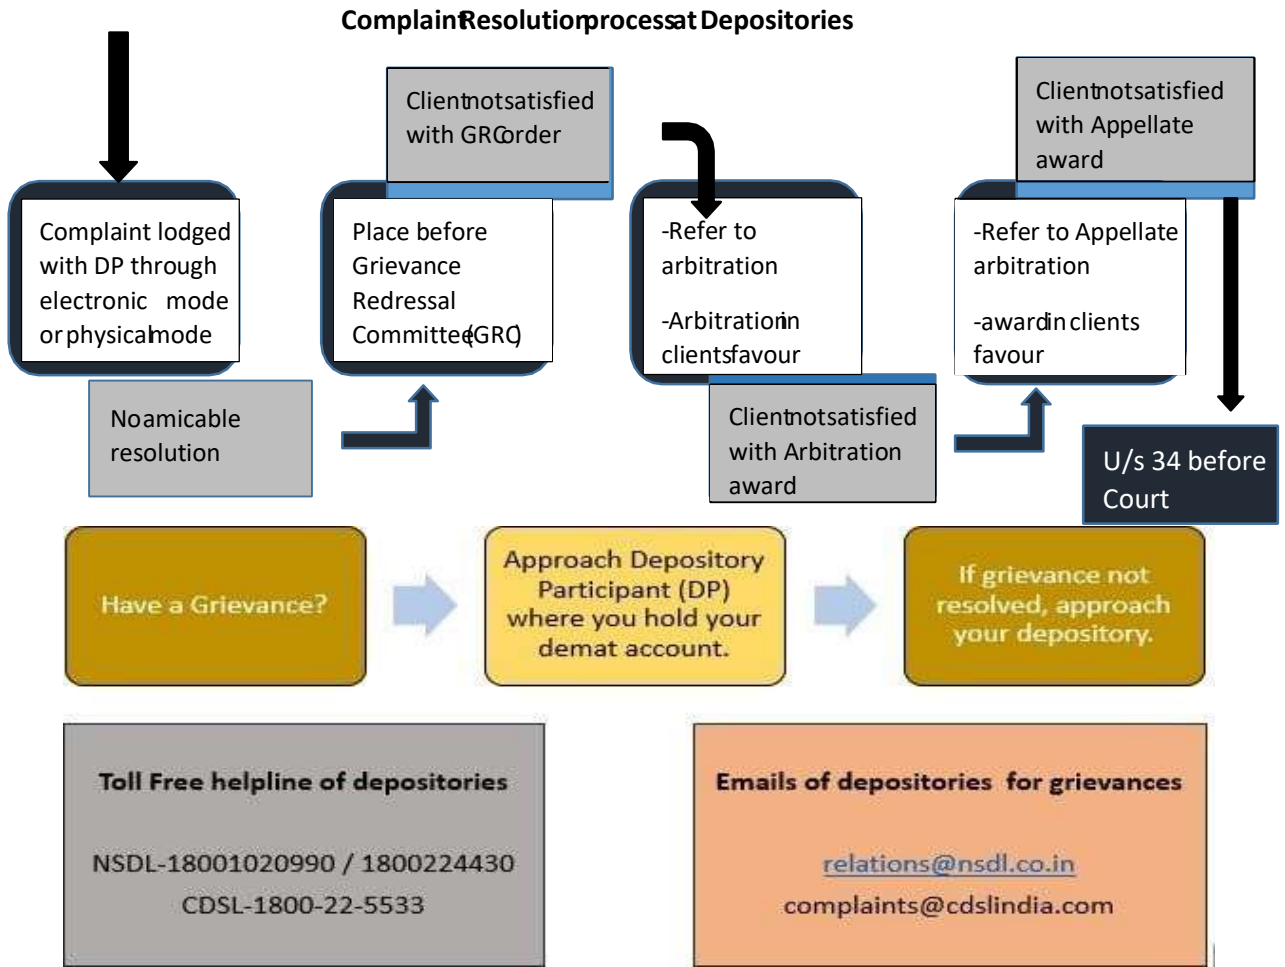 Complaint Resolution process at Depositories
Client not satisfied
with GRC order
Client not satisfied
with Appellate
award
Complaint lodged
with DP through
electronic mode
or physical mode
Place before
Grievance
Redressal
Committee (GRC)
-Refer to
arbitration
-Arbitration in
clients favour
-Refer to Appellate
arbitration
-award in clients
favour
No amicable
resolution
Client not satisfied
with Arbitration
award
U/s 34 before
Court
Have a Grievance?
Approach Depository
Participant (DP)
where you hold your
demat account.
If grievance not
resolved, approach
your depository.
Toll Free helpline of depositories
NSDL-18001020990 / 1800224430
CDSL-1800-22-5533
Emails of depositories for grievances
relations@nsdl.co.in
complaints@cdslindia.com